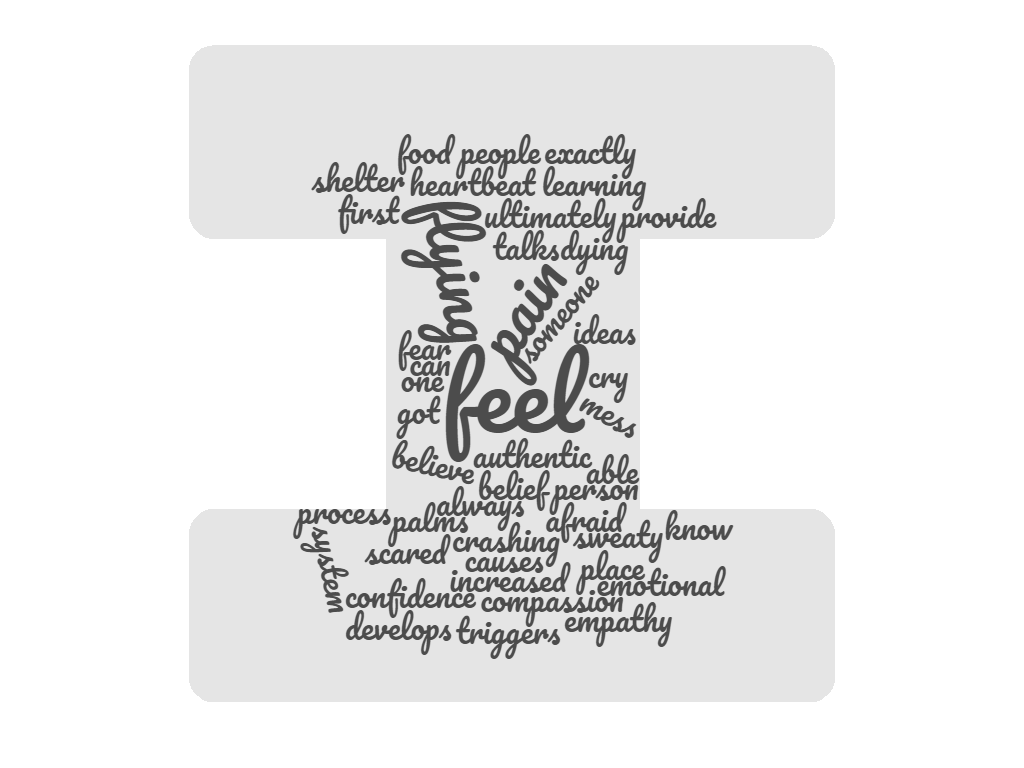 food people exactly
shelter heartbeat learning
first ultimately provide
flying
talks dying
pain
someone
ideas
fear
can
one
feel
cry
got
mess
believe
authentic
able
belief person
always
process
palms
afraid
know
system
scared
crashing
sweaty
causes
place
increased
emotional
confidence
compassion
develops
triggers
empathy